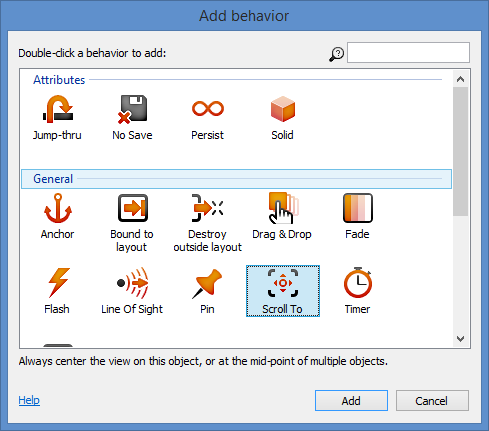 Add behavior
Double-click a behavior to add:
Attributes
Jump-thru No Save Persist Solid
General
Anchor Bound to layout Destroy outside layout Drag & Drop Fade
Flash Line Of Sight Pin Scroll To Timer
Always center the view on this object, or at the mid-point of multiple objects.
Help Add Cancel